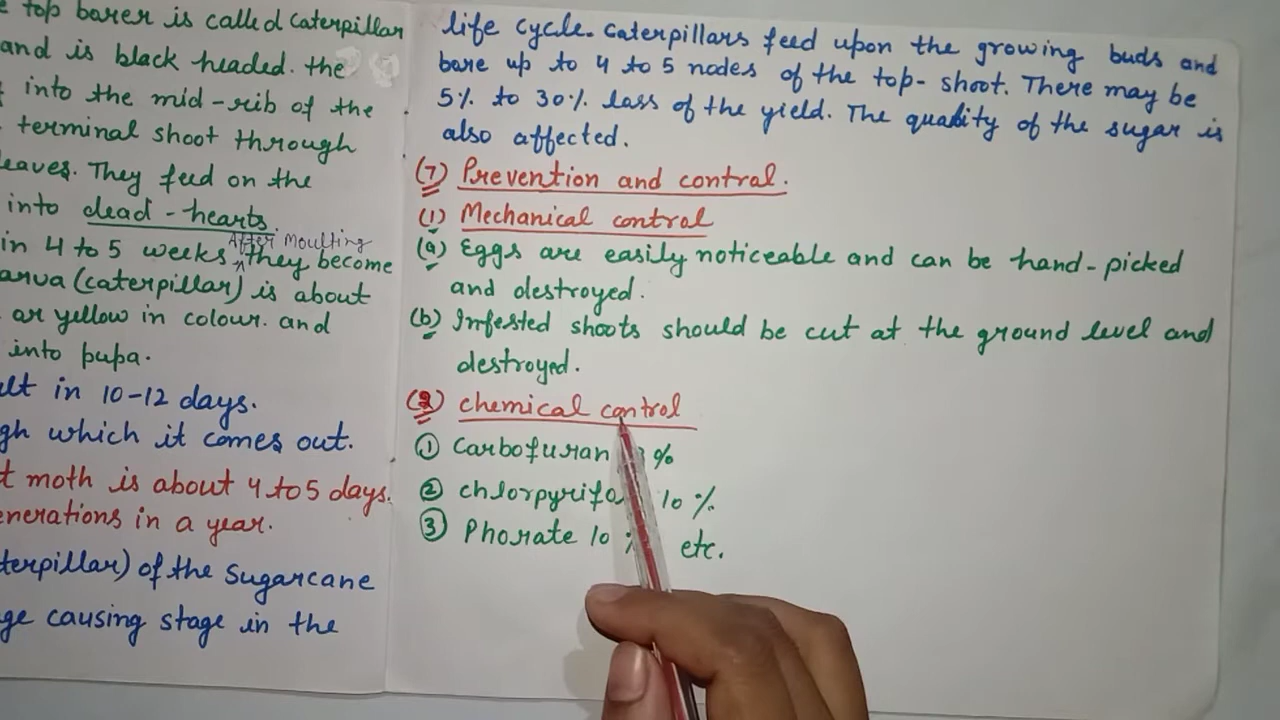 top borer is called caterpillar
and is black headed. the
into the mid-rib of the
terminal shoot through
leaves. They feed on the
into dead-hearts.
After Moulting
in 4 to 5 weeks they become
(caterpillar) is about
or yellow in colour. and
into pupa.
in 10-12 days.
which it comes out.
moth is about 4 to 5 days.
in a year.
of the Sugarcane
causing stage in the
life cycle. Caterpillars feed upon the growing buds and
bore up to 4 to 5 nodes of the top-shoot. There may be
5% to 30% loss of the yield. The quality of the sugar is
also affected.
(7) Prevention and control.
(1) Mechanical control
(a) Eggs are easily noticeable and can be hand-picked
and destroyed.
(b) Infested shoots should be cut at the ground level and
destroyed.
(2) chemical control
① Carbofuran %
② 10%
③ Phorate 10 % etc.